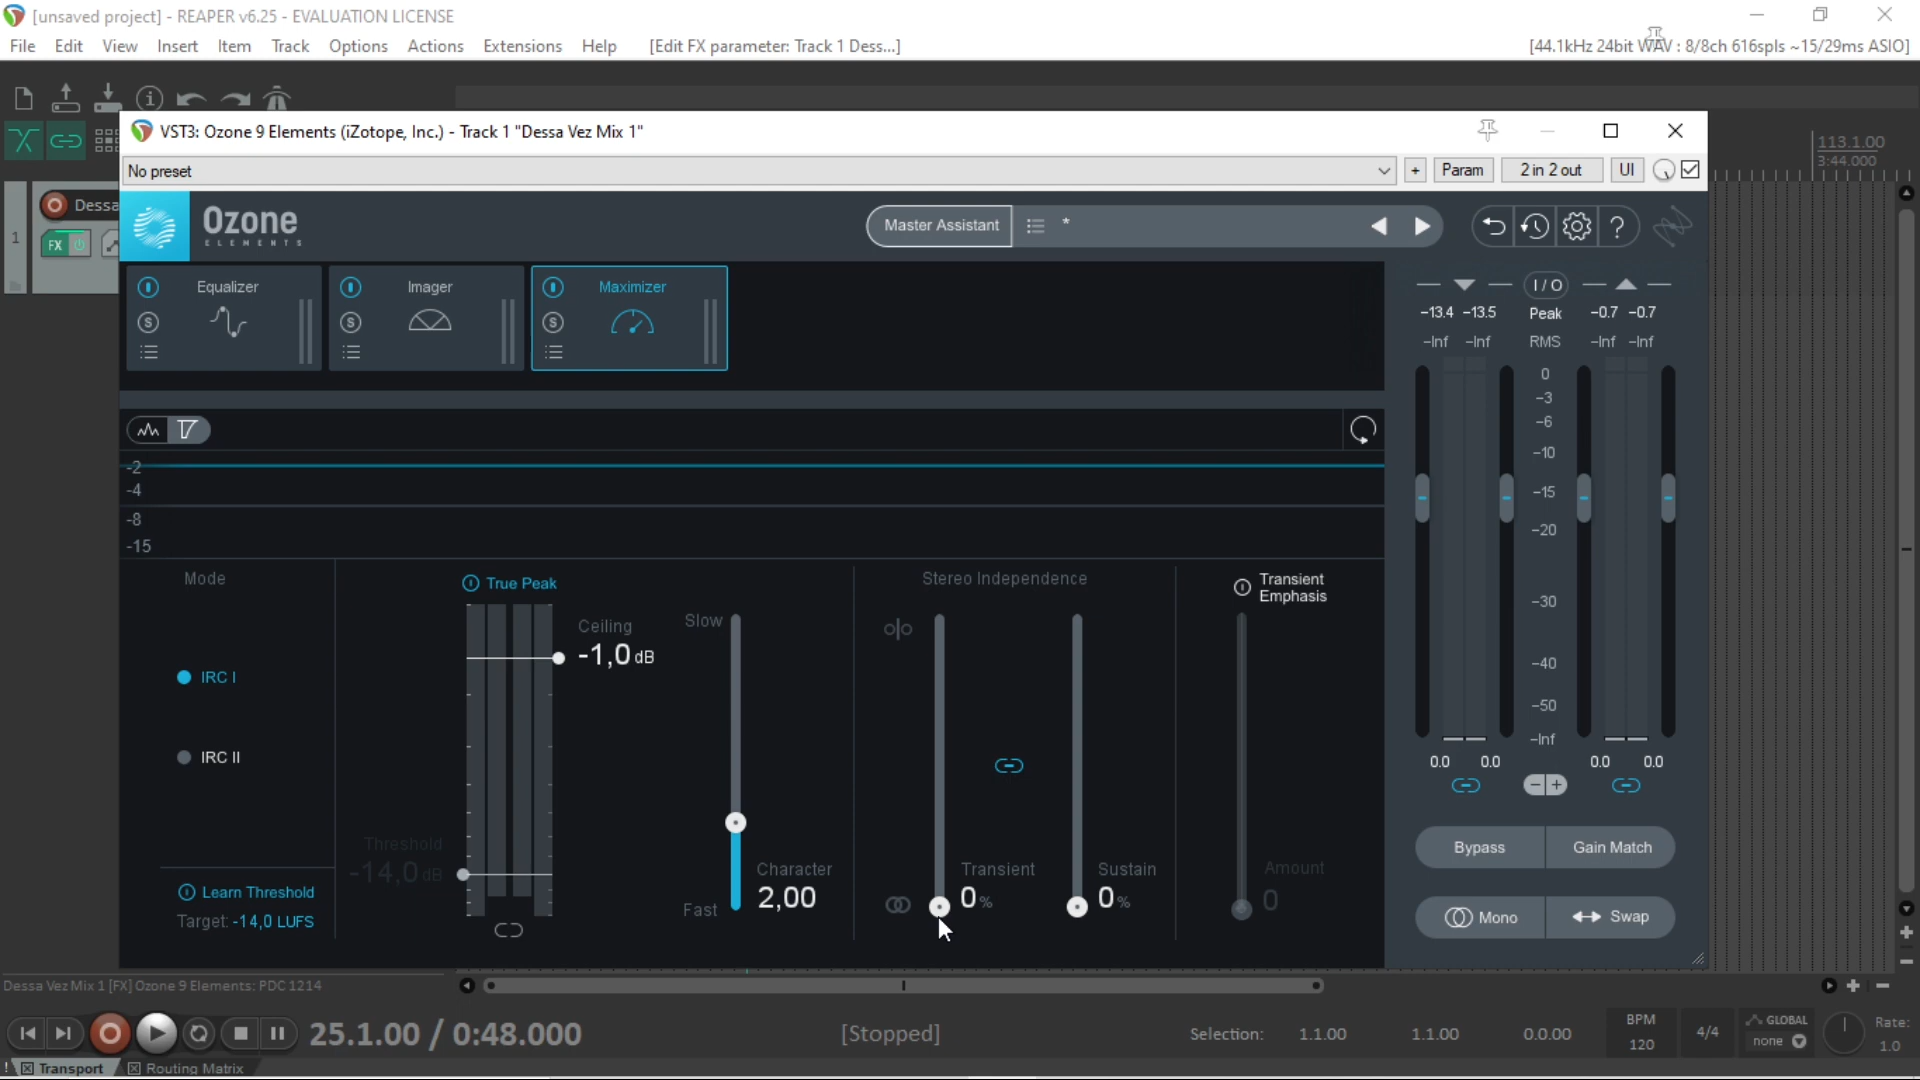 [unsaved project] - REAPER v6.25 - EVALUATION LICENSE
File Edit View Insert Item Track Options Actions Extensions Help [Edit FX parameter: Track 1 Dess...] [44.1kHz 24bit WAV : 8/8ch 616spls ~15/29ms ASIO]
VST3: Ozone 9 Elements (iZotope, Inc.) - Track 1 "Dessa Vez Mix 1"
113.1.00
3:44.000
No preset + Param 2 in 2 out UI
1 Dessa
FX
Ozone
ELEMENTS
Master Assistant * ?
Equalizer Imager Maximizer
S S S
I / O
-13.4 -13.5 Peak -0.7 -0.7
-Inf -Inf RMS -Inf -Inf
0
-3
-6
-10
-15
-20
-30
-40
-50
-Inf
0.0 0.0 0.0 0.0
- +
Bypass Gain Match
Mono Swap
-2
-4
-8
-15
Mode
IRC I
IRC II
Learn Threshold
Target: -14,0 LUFS
True Peak
Ceiling
-1,0 dB
Threshold
-14,0 dB
Slow
Fast
Character
2,00
Stereo Independence
Transient
0 %
Sustain
0 %
Transient
Emphasis
Amount
0
Dessa Vez Mix 1 [FX] Ozone 9 Elements: PDC 1214
25.1.00 / 0:48.000 [Stopped] Selection: 1.1.00 1.1.00 0.0.00
BPM
120
4/4
GLOBAL
none
Rate:
1.0
! Transport Routing Matrix